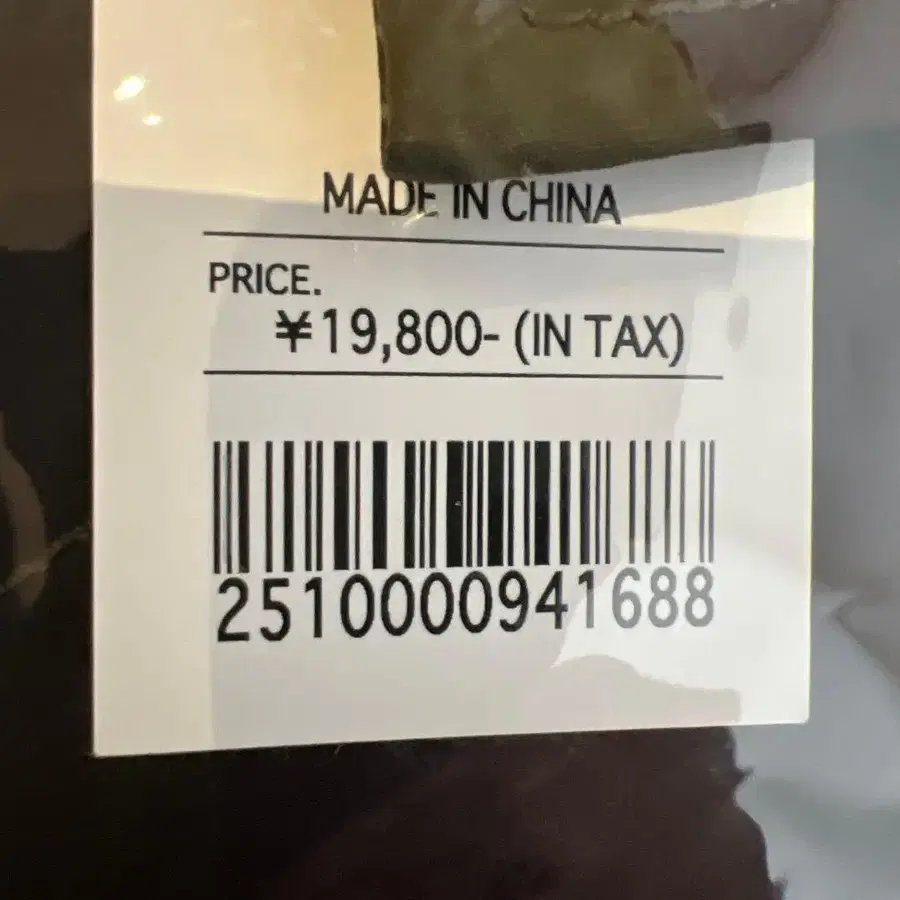 MADE IN CHINA
PRICE.
¥19,800- (IN TAX)
2510000941688